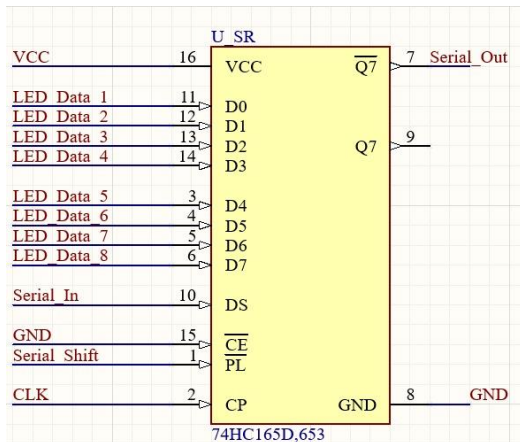 U_SR
VCC 16 VCC Q7 7 Serial_Out
LED_Data_1 11 D0
LED_Data_2 12 D1
LED_Data_3 13 D2 Q7 9
LED_Data_4 14 D3
LED_Data_5 3 D4
LED_Data_6 4 D5
LED_Data_7 5 D6
LED_Data_8 6 D7
Serial_In 10 DS
GND 15 CE
Serial_Shift 1 PL
CLK 2 CP GND 8 GND
74HC165D,653